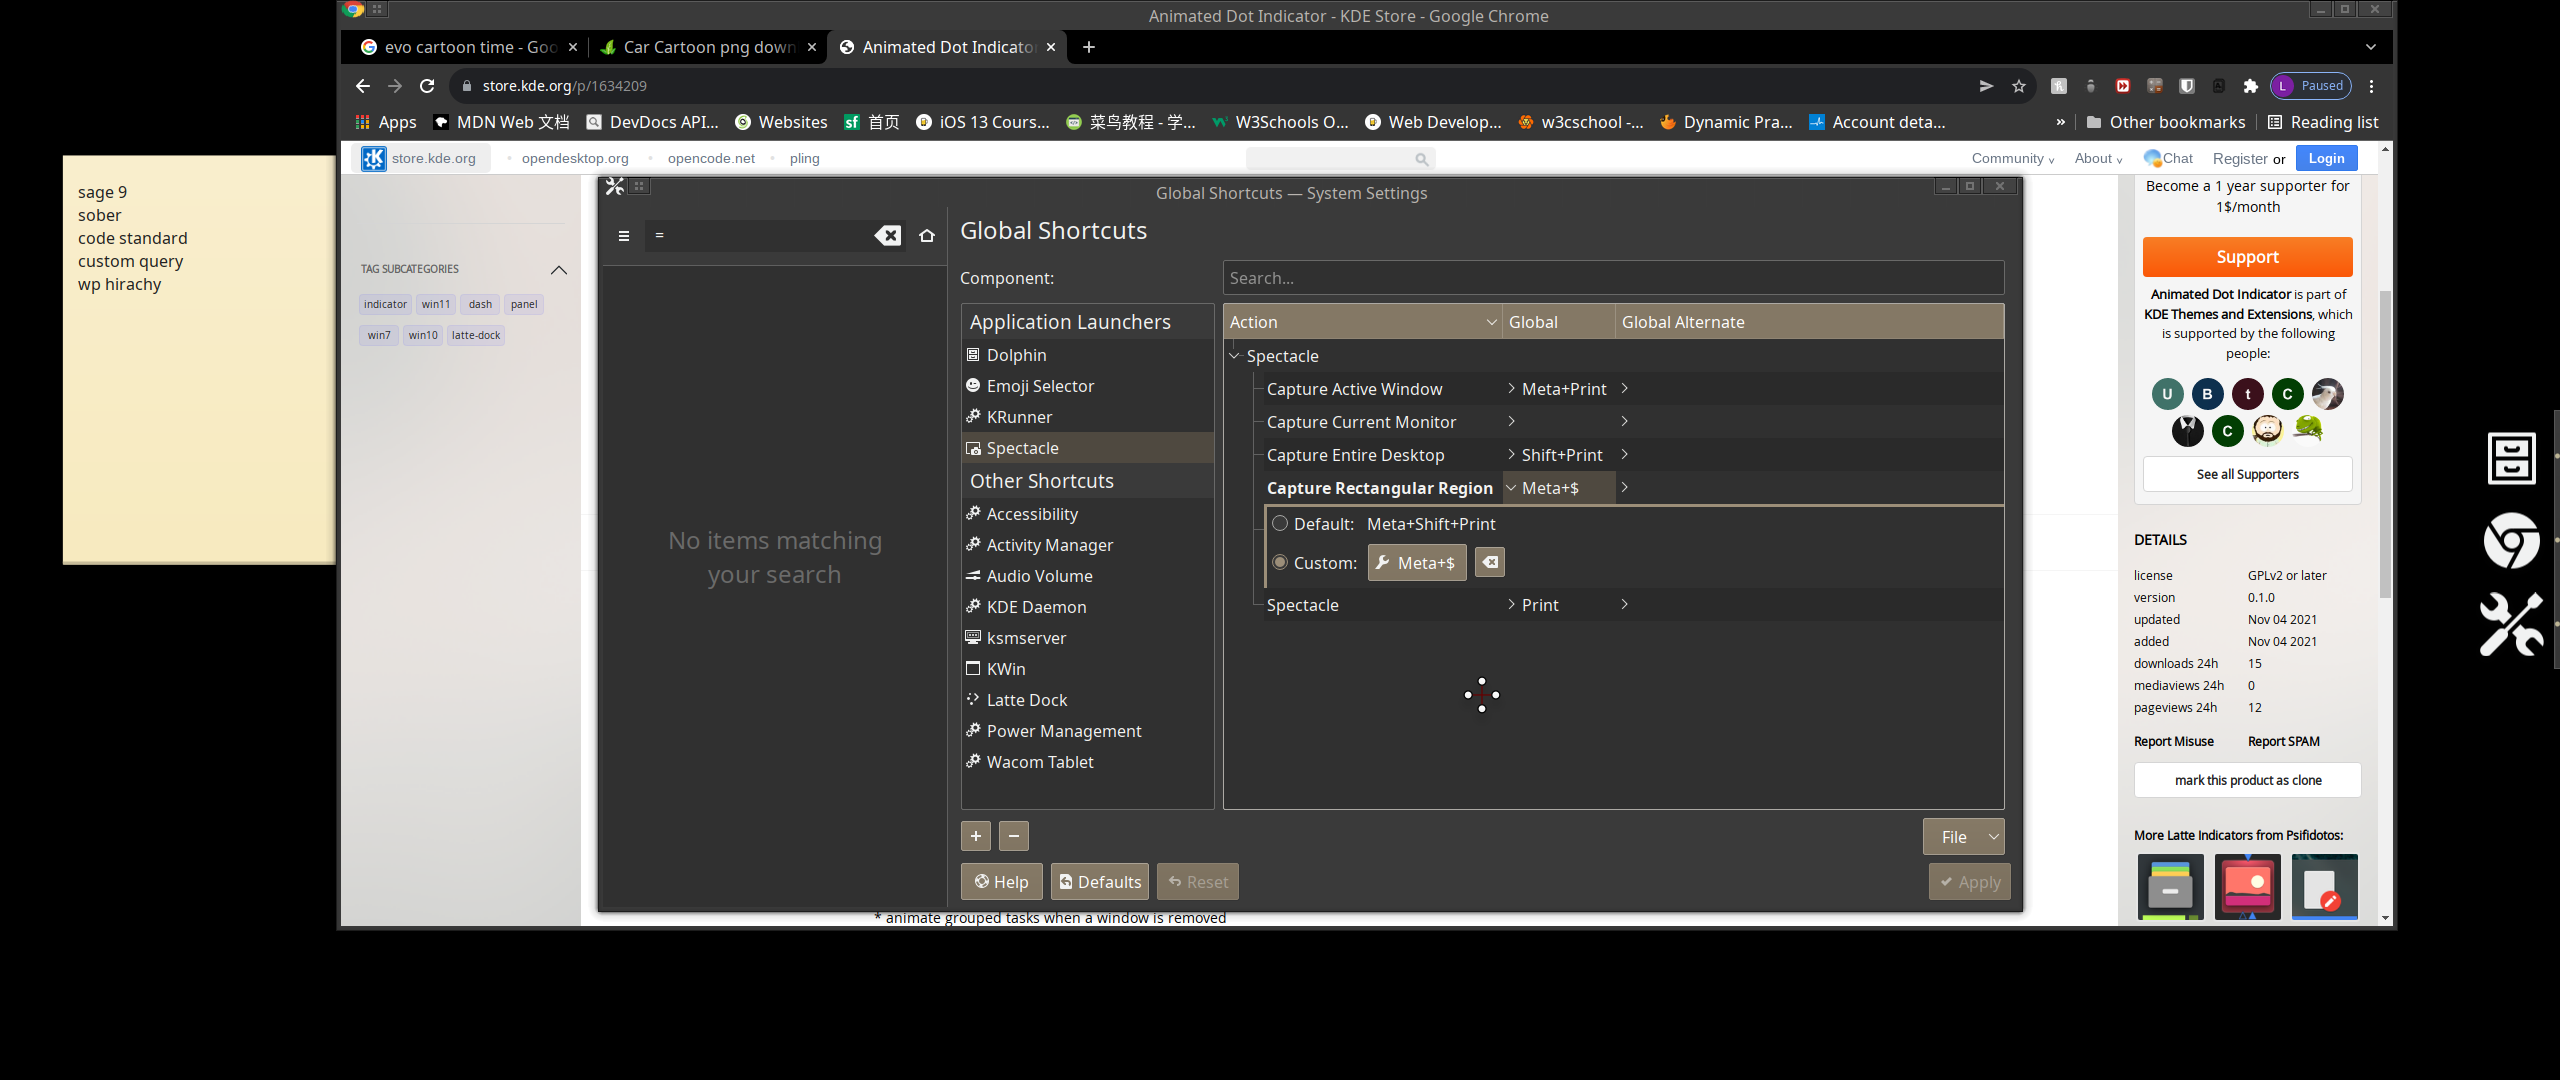 Animated Dot Indicator - KDE Store - Google Chrome
evo cartoon time - Goo
Car Cartoon png down
Animated Dot Indicato
store.kde.org/p/1634209
L Paused
Apps
MDN Web 文档
DevDocs API...
Websites
sf 首页
iOS 13 Cours...
菜鸟教程 - 学...
W3Schools O...
Web Develop...
w3cschool -...
Dynamic Pra...
Account deta...
»
Other bookmarks
Reading list
store.kde.org
opendesktop.org
opencode.net
pling
Community
About
Chat
Register or
Login
sage 9
sober
code standard
custom query
wp hirachy
TAG SUBCATEGORIES
indicator win11 dash panel
win7 win10 latte-dock
Global Shortcuts — System Settings
=
No items matching
your search
Global Shortcuts
Component:
Search...
Application Launchers
Dolphin
Emoji Selector
KRunner
Spectacle
Other Shortcuts
Accessibility
Activity Manager
Audio Volume
KDE Daemon
ksmserver
KWin
Latte Dock
Power Management
Wacom Tablet
Action Global Global Alternate
Spectacle
Capture Active Window Meta+Print
Capture Current Monitor
Capture Entire Desktop Shift+Print
Capture Rectangular Region Meta+$
Default: Meta+Shift+Print
Custom: Meta+$
Spectacle Print
File
Help
Defaults
Reset
Apply
* animate grouped tasks when a window is removed
Become a 1 year supporter for
1$/month
Support
Animated Dot Indicator is part of
KDE Themes and Extensions, which
is supported by the following
people:
U B t C
C
See all Supporters
DETAILS
license GPLv2 or later
version 0.1.0
updated Nov 04 2021
added Nov 04 2021
downloads 24h 15
mediaviews 24h 0
pageviews 24h 12
Report Misuse Report SPAM
mark this product as clone
More Latte Indicators from Psifidotos: